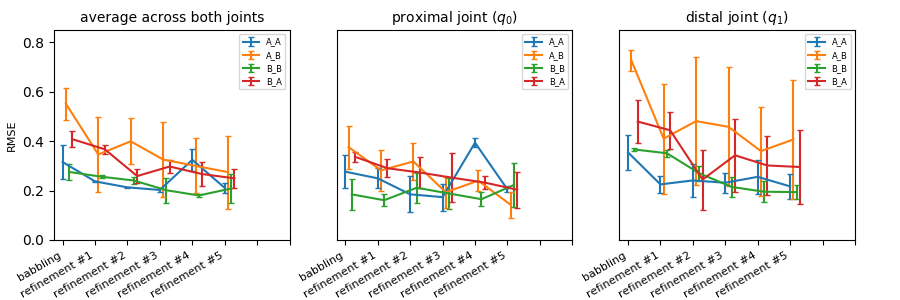 average across both joints
proximal joint (q0)
distal joint (q1)
RMSE
0.8
0.6
0.4
0.2
0.0
A_A
A_B
B_B
B_A
A_A
A_B
B_B
B_A
A_A
A_B
B_B
B_A
babbling
refinement #1
refinement #2
refinement #3
refinement #4
refinement #5
babbling
refinement #1
refinement #2
refinement #3
refinement #4
refinement #5
babbling
refinement #1
refinement #2
refinement #3
refinement #4
refinement #5